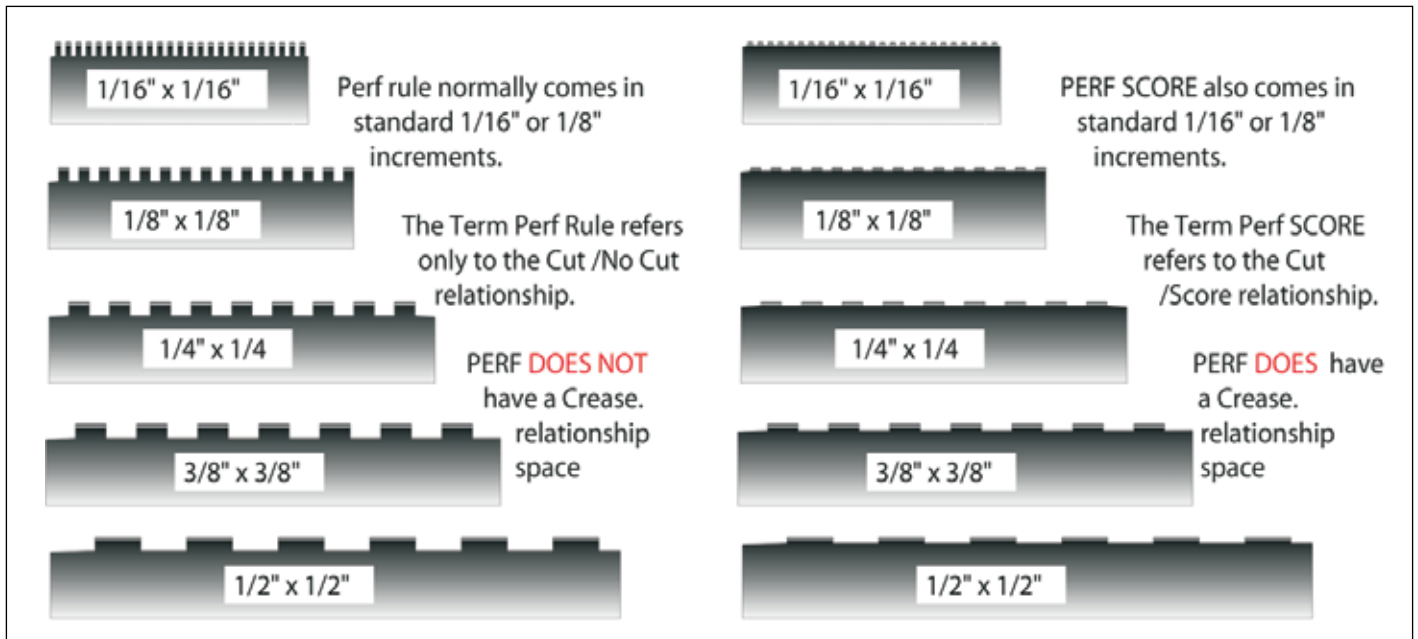 1/16" x 1/16"
Perf rule normally comes in
standard 1/16" or 1/8"
increments.
1/8" x 1/8"
The Term Perf Rule refers
only to the Cut /No Cut
relationship.
1/4" x 1/4
PERF DOES NOT
have a Crease.
relationship
space
3/8" x 3/8"
1/2" x 1/2"
1/16" x 1/16"
PERF SCORE also comes in
standard 1/16" or 1/8"
increments.
1/8" x 1/8"
The Term Perf SCORE
refers to the Cut
/Score relationship.
1/4" x 1/4
PERF DOES have
a Crease.
relationship
space
3/8" x 3/8"
1/2" x 1/2"